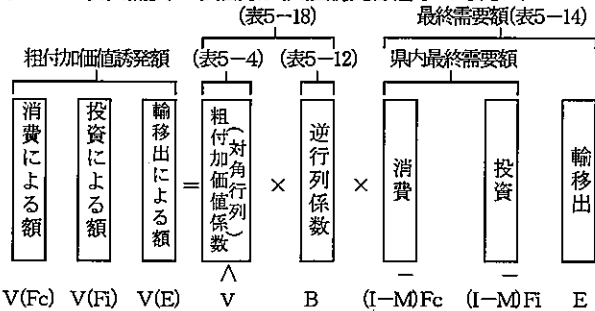 (表5-18)
最終需要額(表5-14)
粗付加価値誘発額
(表5-4)
(表5-12)
県内最終需要額
消費による額
投資による額
輸移出による額
=
粗付加価値係数
(対角行列)
×
逆行列係数
×
消費
投資
輸移出
V(Fc) V(Fi) V(E) V̂ B (I-M̄)Fc (I-M̄)Fi E